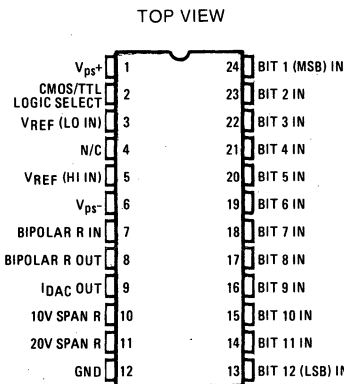 TOP VIEW
Vps+ 1 24 BIT 1 (MSB) IN
CMOS/TTL
LOGIC SELECT 2 23 BIT 2 IN
VREF (LO IN) 3 22 BIT 3 IN
N/C 4 21 BIT 4 IN
VREF (HI IN) 5 20 BIT 5 IN
Vps- 6 19 BIT 6 IN
BIPOLAR R IN 7 18 BIT 7 IN
BIPOLAR R OUT 8 17 BIT 8 IN
IDAC OUT 9 16 BIT 9 IN
10V SPAN R 10 15 BIT 10 IN
20V SPAN R 11 14 BIT 11 IN
GND 12 13 BIT 12 (LSB) IN